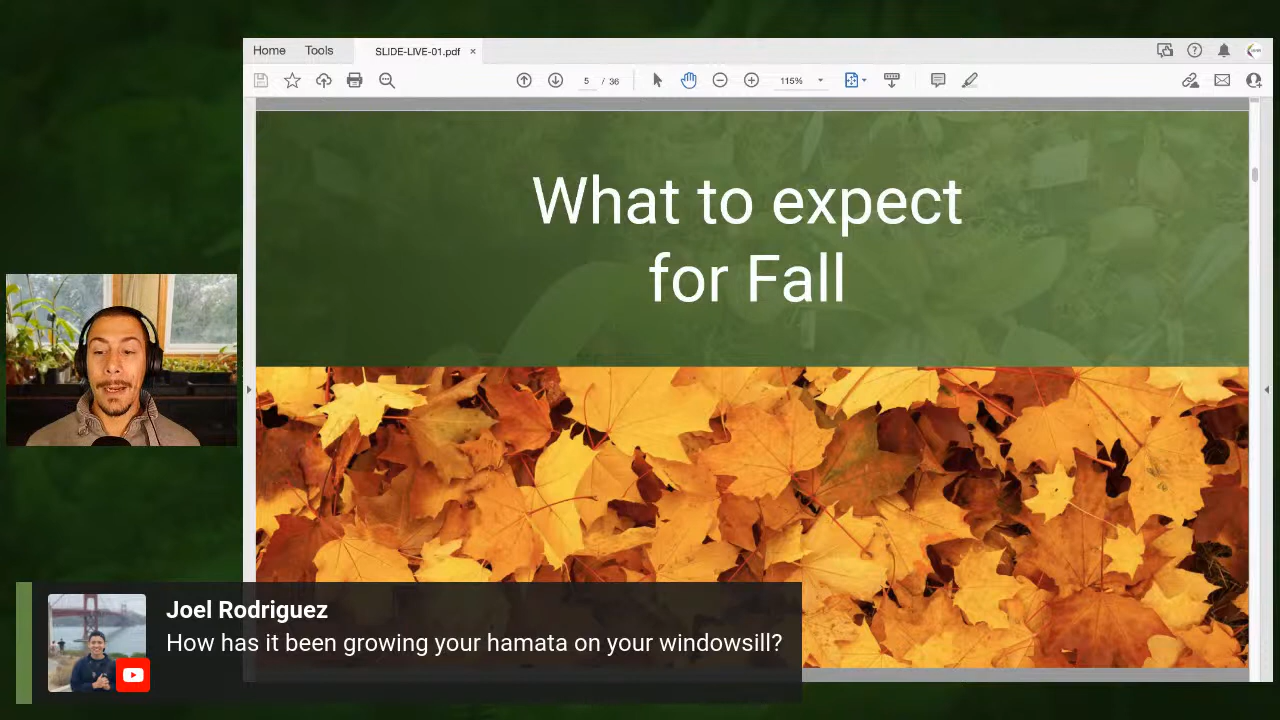 Home Tools SLIDE-LIVE-01.pdf ×
5 / 36 115%
What to expect
for Fall
Joel Rodriguez
How has it been growing your hamata on your windowsill?